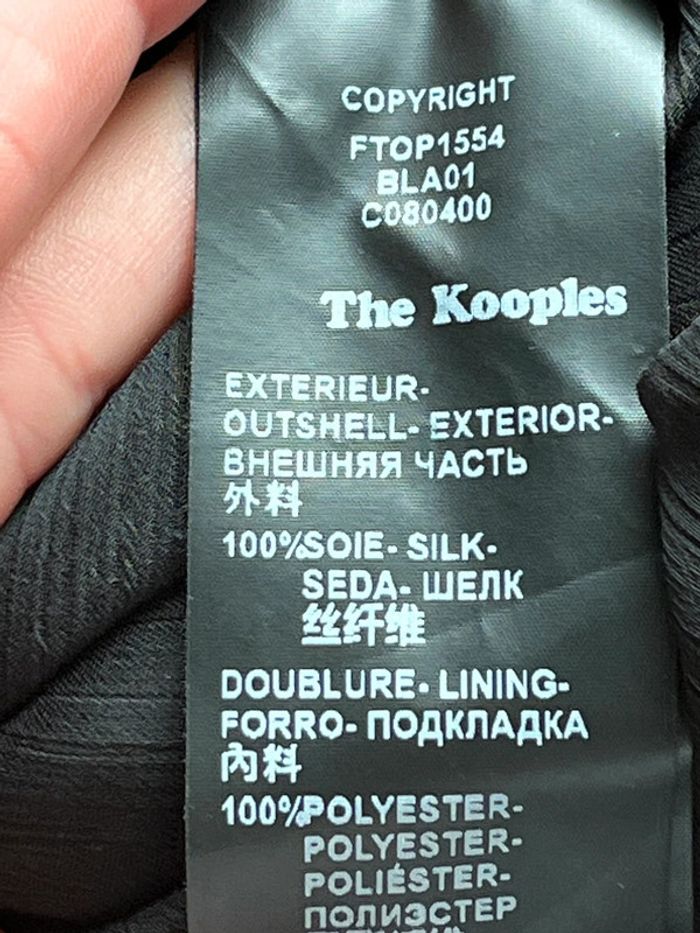 COPYRIGHT
FTOP1554
BLA01
C080400
The Kooples
EXTERIEUR-
OUTSHELL- EXTERIOR-
ВНЕШНЯЯ ЧАСТЬ
外料
100%SOIE- SILK-
SEDA- ШЕЛК
丝纤维
DOUBLURE- LINING-
FORRO- ПОДКЛАДКА
内料
100%POLYESTER-
POLYESTER-
POLIÉSTER-
ПОЛИЭСТЕР